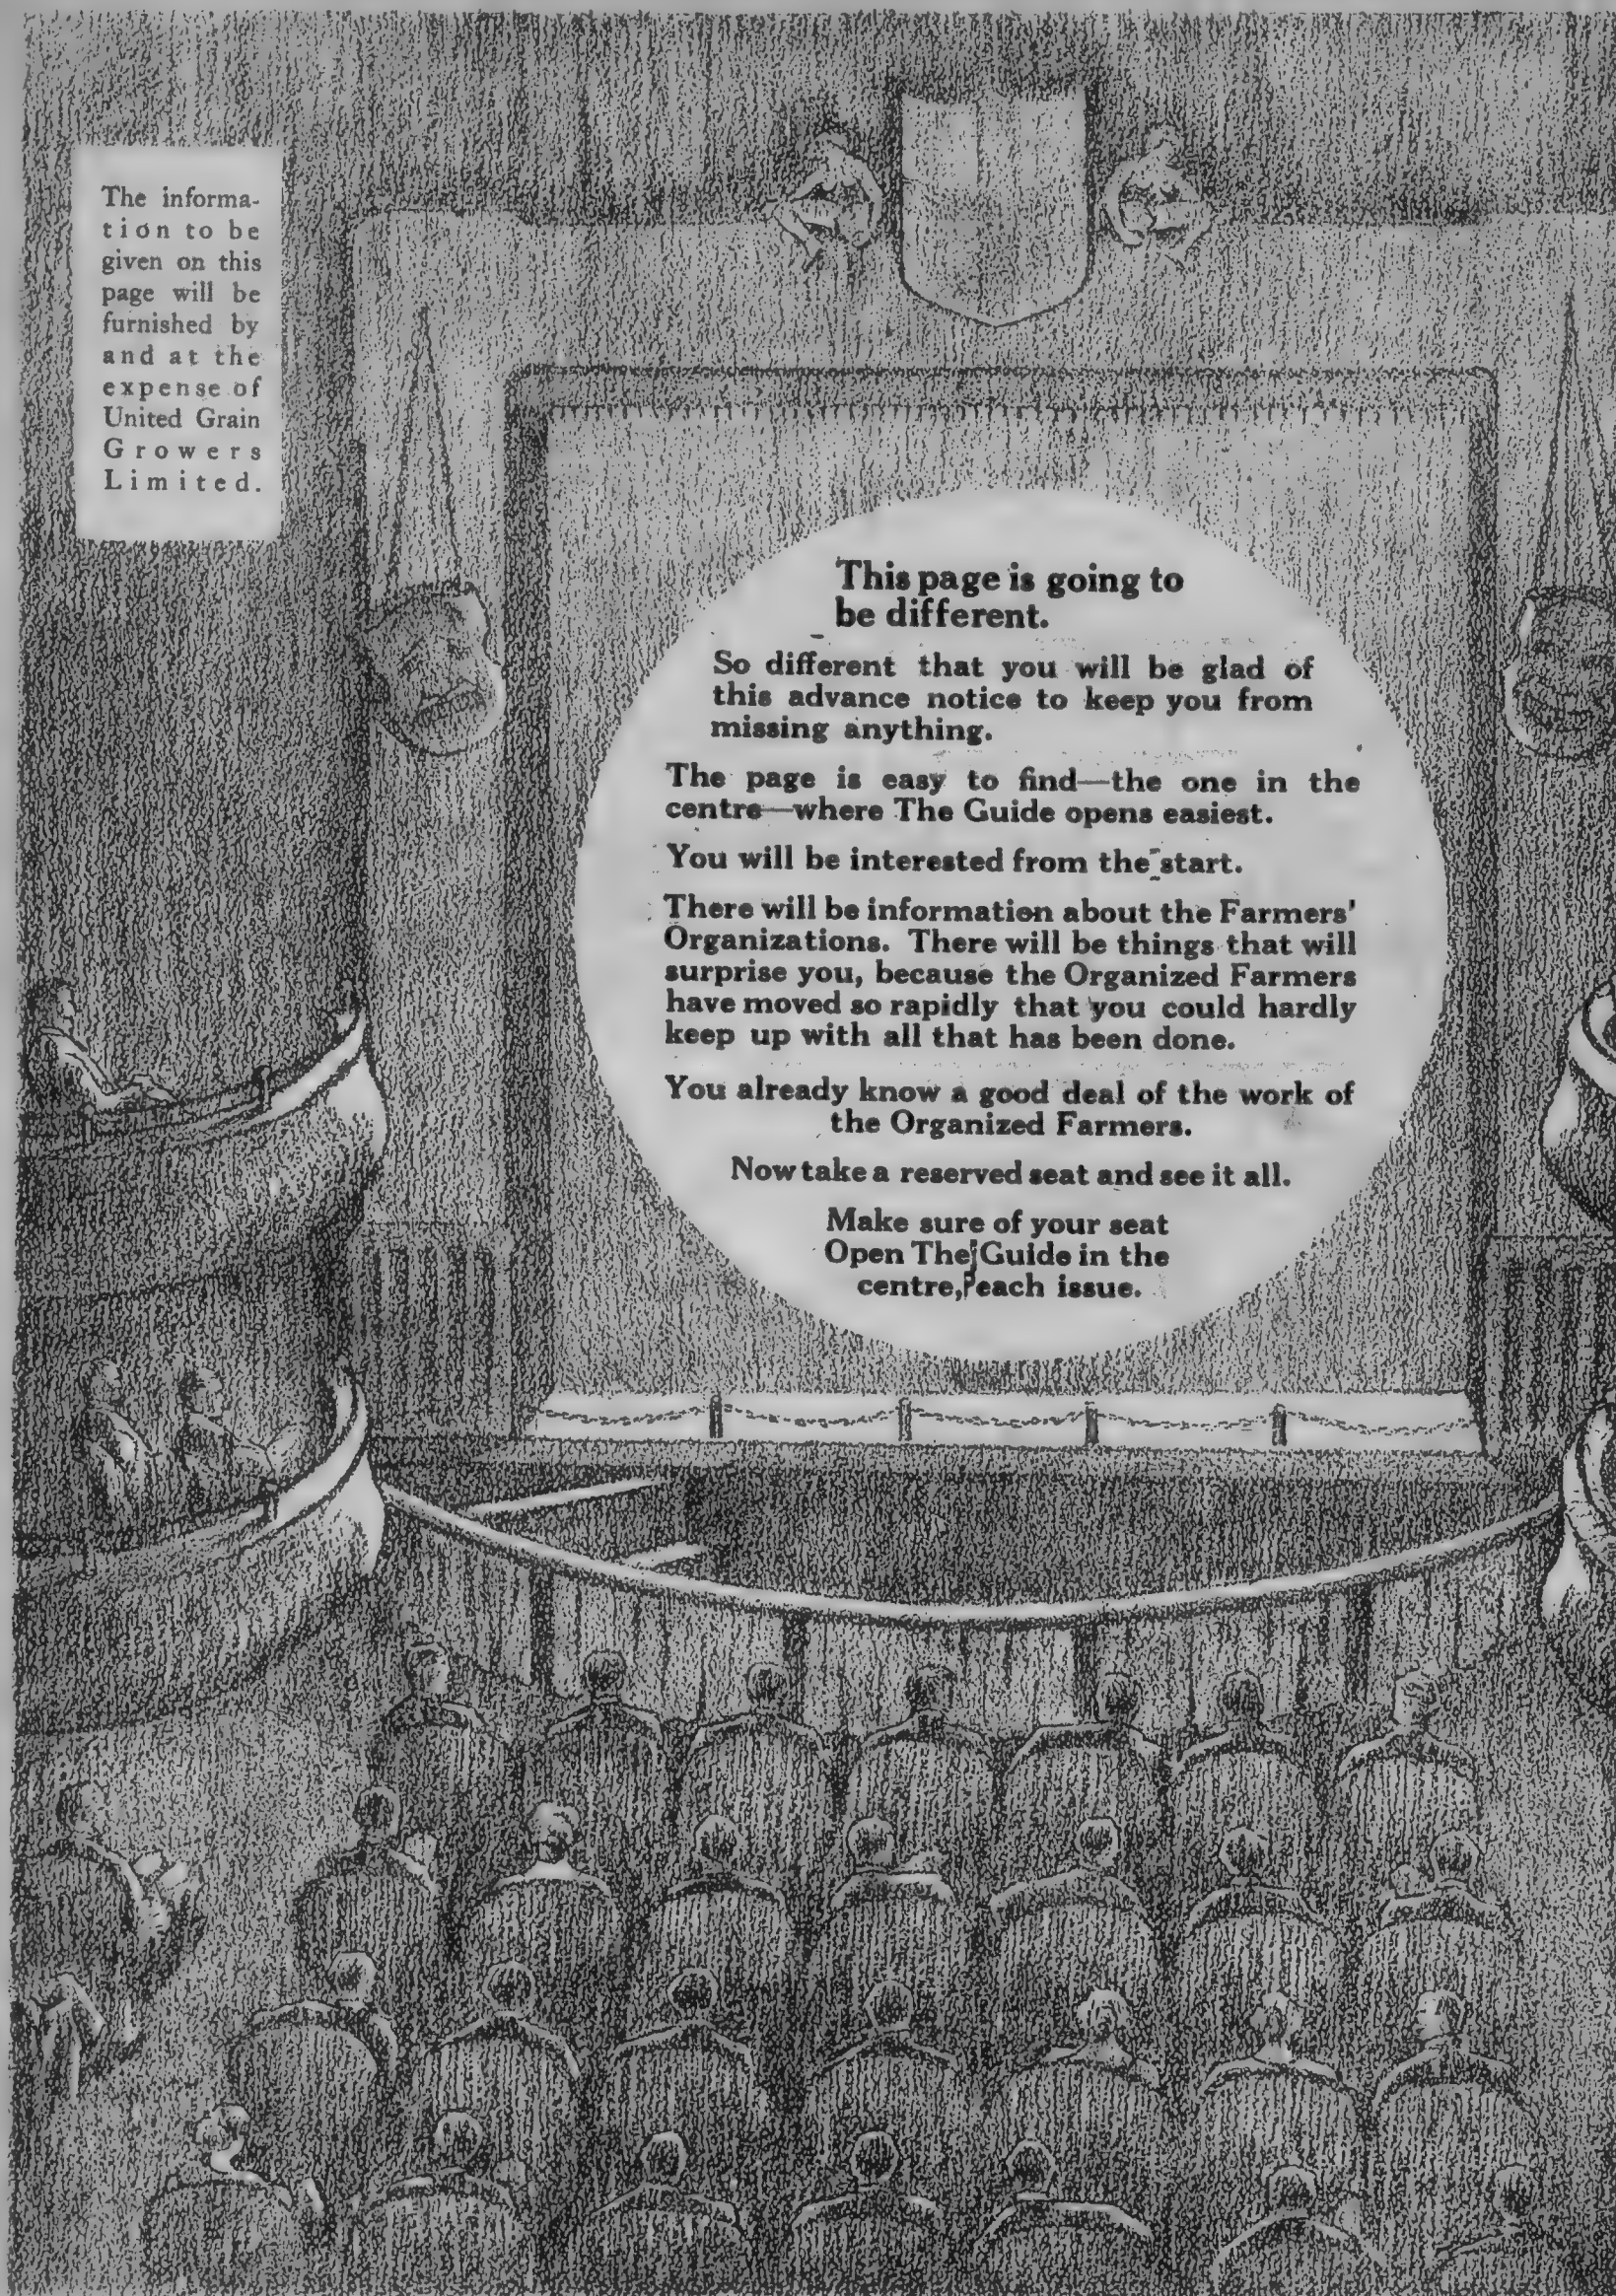 The informa-
tion to be
given on this
page will be
furnished by
and at the
expense of
United Grain
Growers
Limited.
This page is going to
be different.
So different that you will be glad of
this advance notice to keep you from
missing anything.
The page is easy to find—the one in the
centre—where The Guide opens easiest.
You will be interested from the start.
There will be information about the Farmers'
Organizations. There will be things that will
surprise you, because the Organized Farmers
have moved so rapidly that you could hardly
keep up with all that has been done.
You already know a good deal of the work of
the Organized Farmers.
Now take a reserved seat and see it all.
Make sure of your seat
Open The Guide in the
centre, each issue.